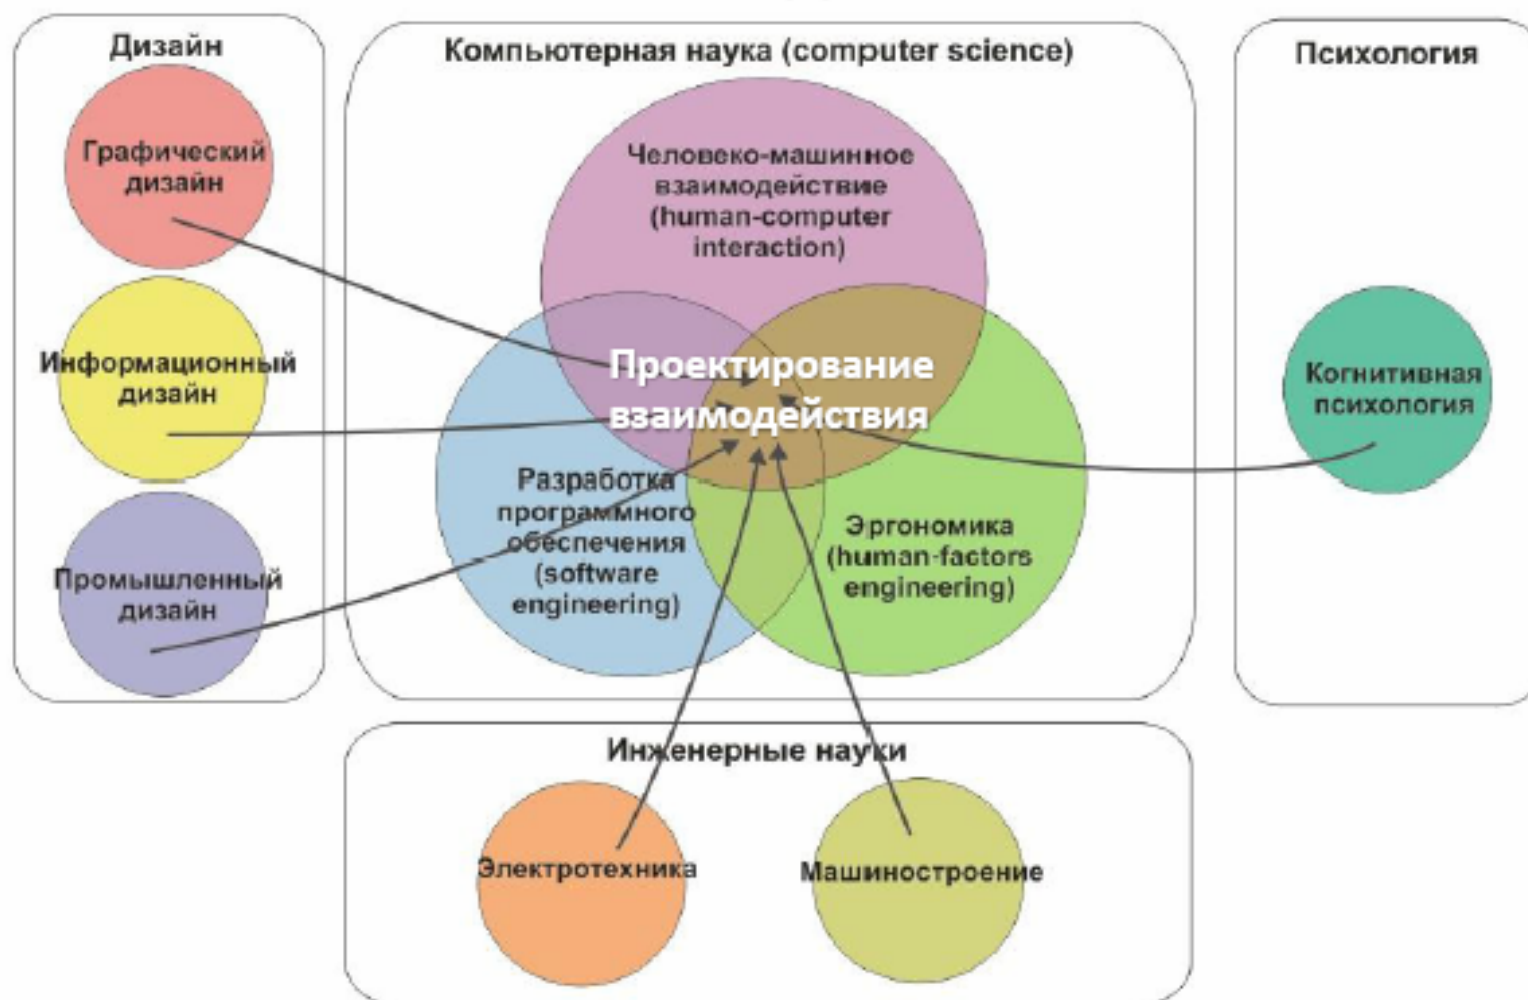 Дизайн
Графический
дизайн
Информационный
дизайн
Промышленный
дизайн
Компьютерная наука (computer science)
Человеко-машинное
взаимодействие
(human-computer
interaction)
Проектирование
взаимодействия
Разработка
программного
обеспечения
(software
engineering)
Эргономика
(human-factors
engineering)
Психология
Когнитивная
психология
Инженерные науки
Электротехника
Машиностроение